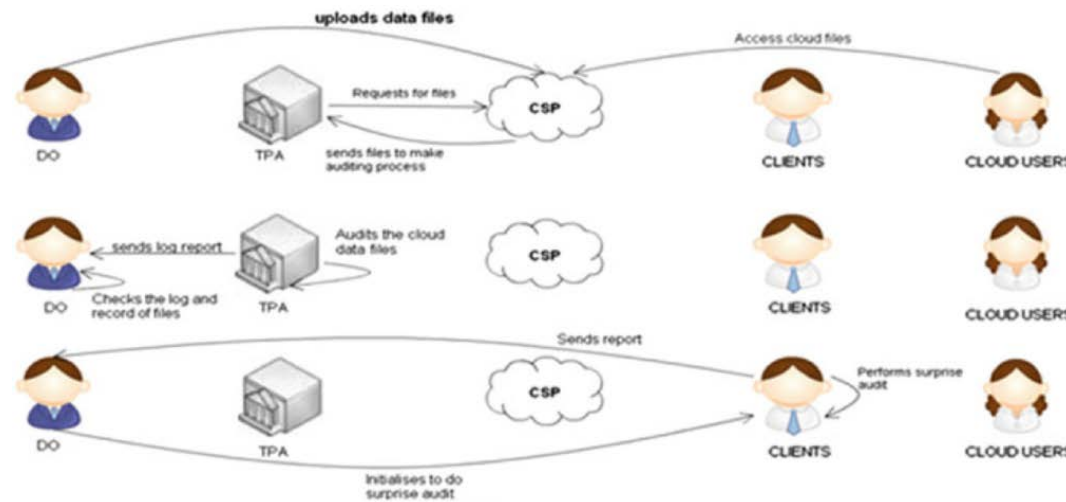 uploads data files
Access cloud files
Requests for files
CSP
DO
TPA
sends files to make
auditing process
CLIENTS
CLOUD USERS
sends log report
Audits the cloud
data files
CSP
Checks the log and
record of files
DO
TPA
CLIENTS
CLOUD USERS
Sends report
Performs surprise
audit
CSP
DO
TPA
CLIENTS
CLOUD USERS
Initialises to do
surprise audit